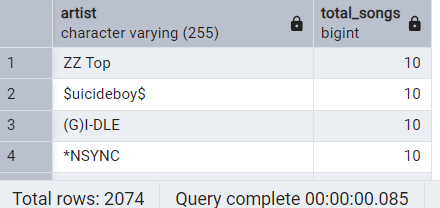 artist total_songs
character varying (255) bigint
1 ZZ Top 10
2 $uicideboy$ 10
3 (G)I-DLE 10
4 *NSYNC 10
Total rows: 2074 Query complete 00:00:00.085